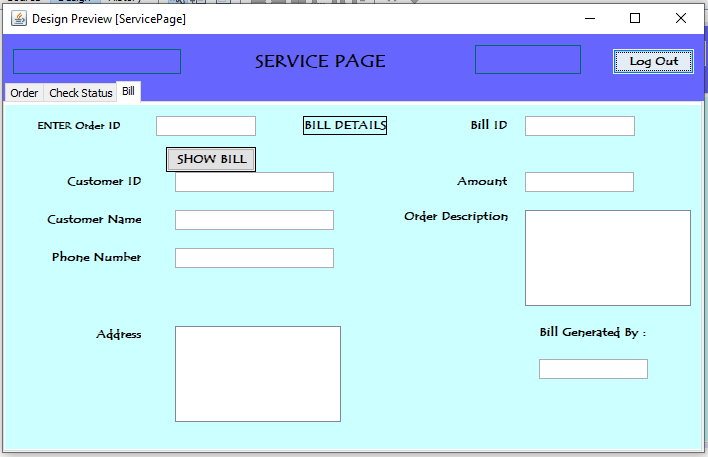 Design Preview [ServicePage]
SERVICE PAGE
Log Out
Order Check Status Bill
ENTER Order ID BILL DETAILS Bill ID
SHOW BILL
Customer ID Amount
Customer Name Order Description
Phone Number
Address Bill Generated By :